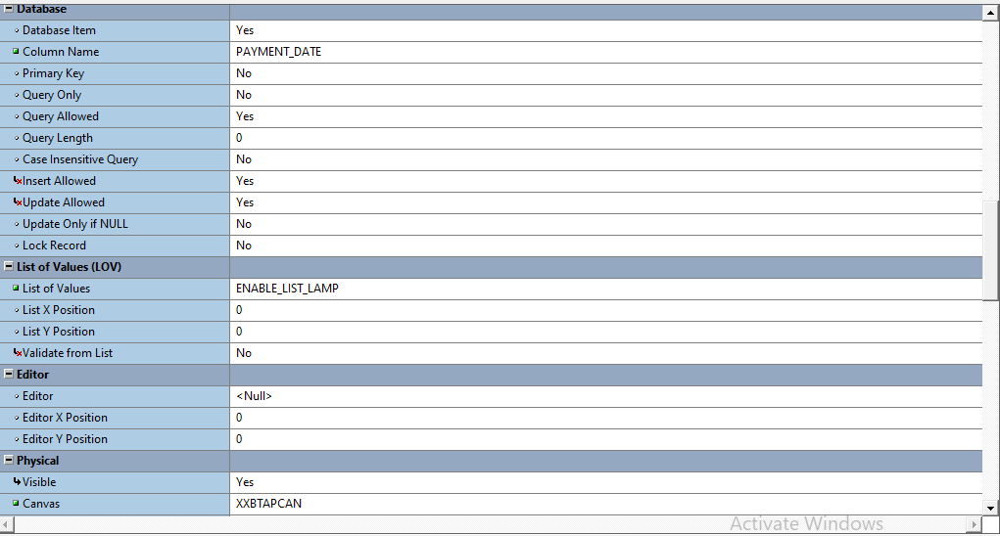 Database
Database Item Yes
Column Name PAYMENT_DATE
Primary Key No
Query Only No
Query Allowed Yes
Query Length 0
Case Insensitive Query No
Insert Allowed Yes
Update Allowed Yes
Update Only if NULL No
Lock Record No
List of Values (LOV)
List of Values ENABLE_LIST_LAMP
List X Position 0
List Y Position 0
Validate from List No
Editor
Editor <Null>
Editor X Position 0
Editor Y Position 0
Physical
Visible Yes
Canvas XXBTAPCAN
Activate Windows